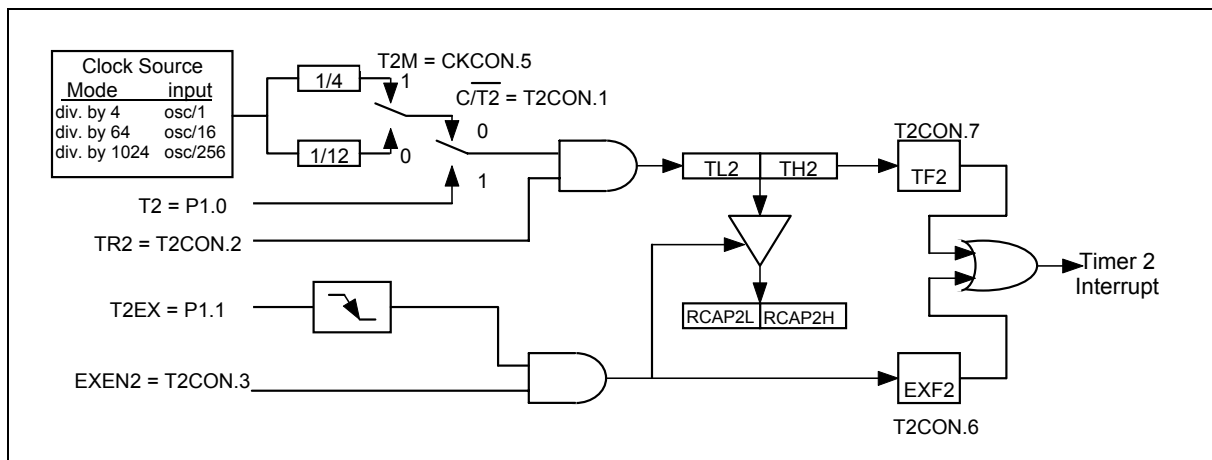 Clock Source
Mode input
div. by 4 osc/1
div. by 64 osc/16
div. by 1024 osc/256
1/4
1/12
T2M = CKCON.5
1
0
C/T2 = T2CON.1
0
1
T2 = P1.0
TR2 = T2CON.2
TL2 TH2
T2CON.7
TF2
Timer 2
Interrupt
T2EX = P1.1
RCAP2L RCAP2H
EXEN2 = T2CON.3
EXF2
T2CON.6